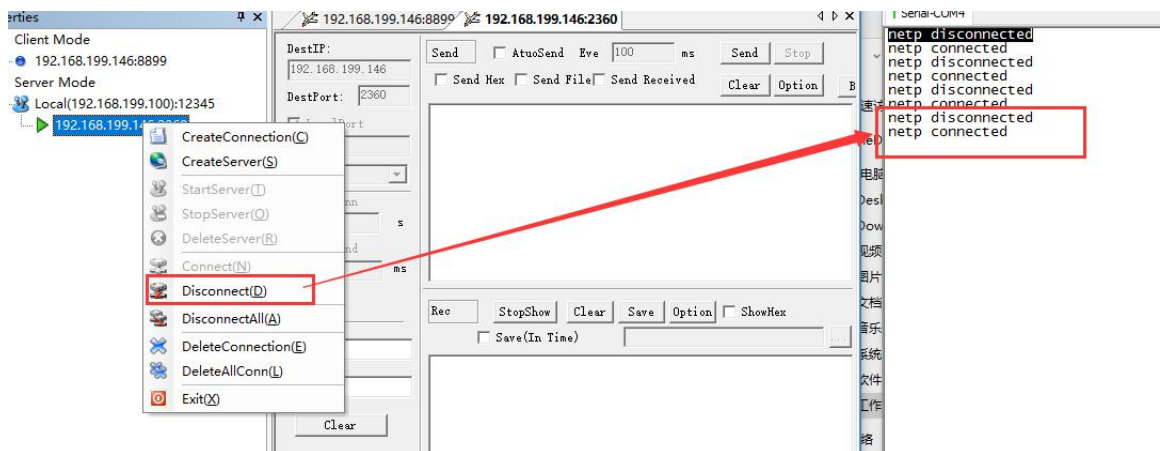 erties
Client Mode
192.168.199.146:8899
Server Mode
Local(192.168.199.100):12345
CreateConnection(C)
CreateServer(S)
StartServer(T)
StopServer(O)
DeleteServer(R)
Connect(N)
Disconnect(D)
DisconnectAll(A)
DeleteConnection(E)
DeleteAllConn(L)
Exit(X)
192.168.199.146:8899
192.168.199.146:2360
DestIP:
192.168.199.146
DestPort: 2360
s
ms
Clear
Send
AtuoSend Eve 100 ms
Send
Stop
Send Hex
Send File
Send Received
Clear
Option
B
Rec
StopShow
Clear
Save
Option
ShowHex
Save(In Time)
...
Serial-COM4
netp disconnected
netp connected
netp disconnected
netp connected
netp disconnected
netp connected
netp disconnected
netp connected
电脑
Desl
Dow
视频
图片
文档
音乐
系统
软件
工作
络